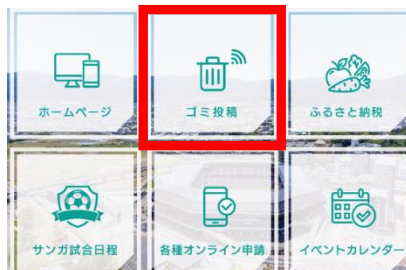 ホームページ
ゴミ投稿
ふるさと納税
サンガ試合日程
各種オンライン申請
イベントカレンダー